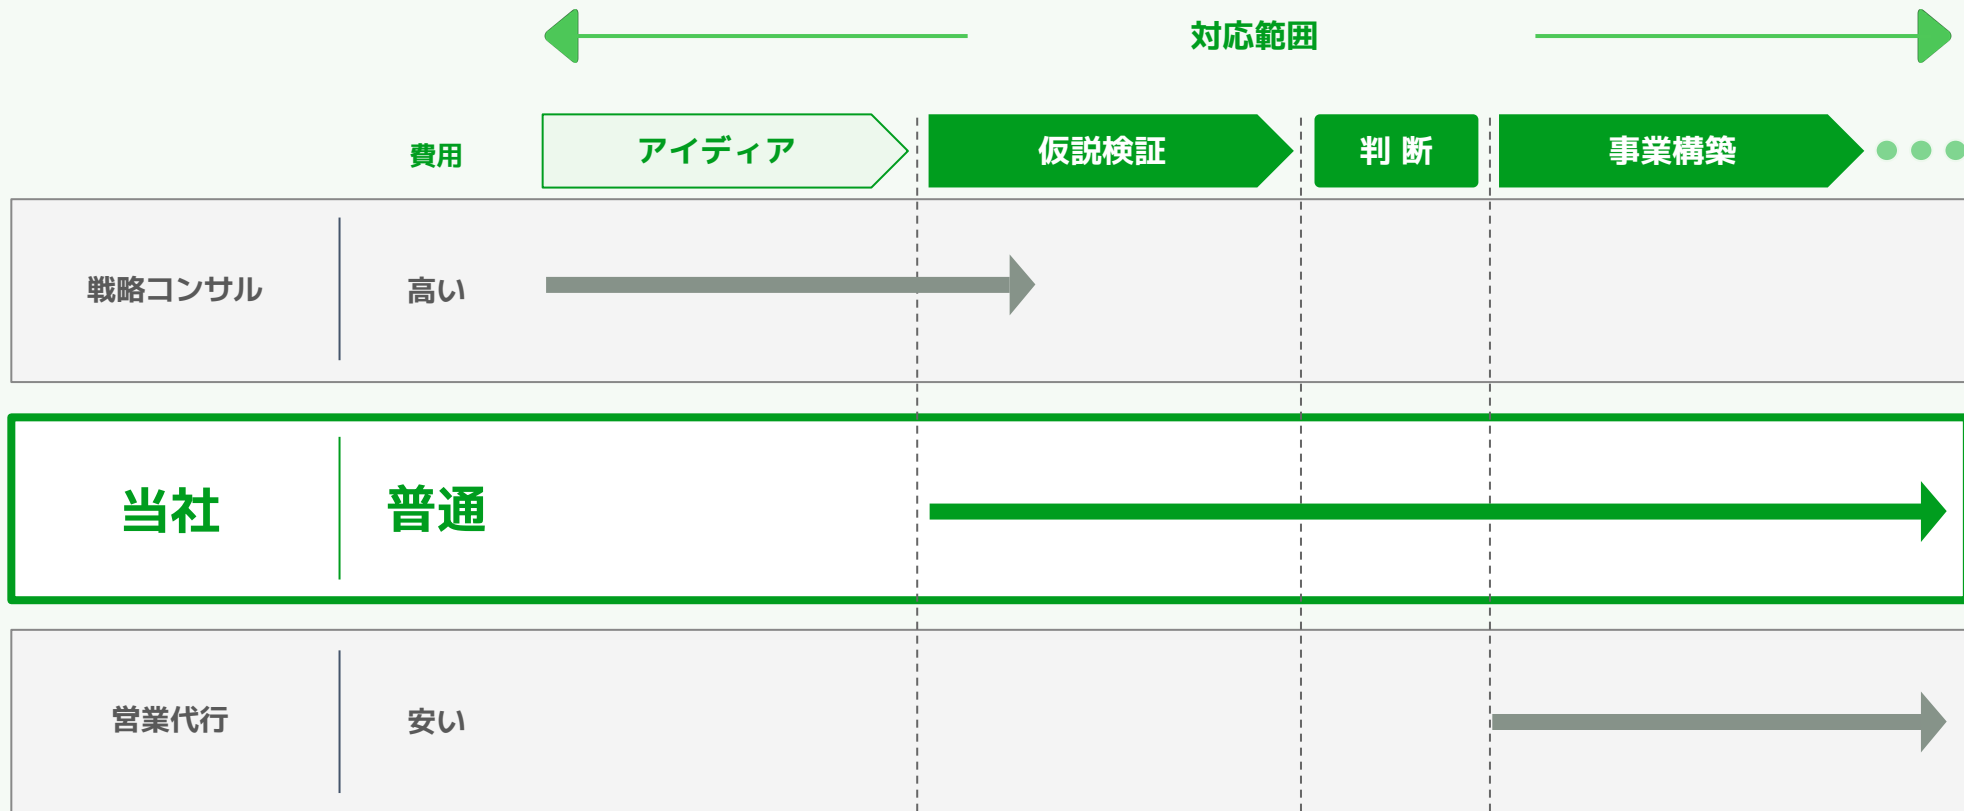 対応範囲
費用
アイディア
仮説検証
判 断
事業構築
戦略コンサル
高い
当社
普通
営業代行
安い